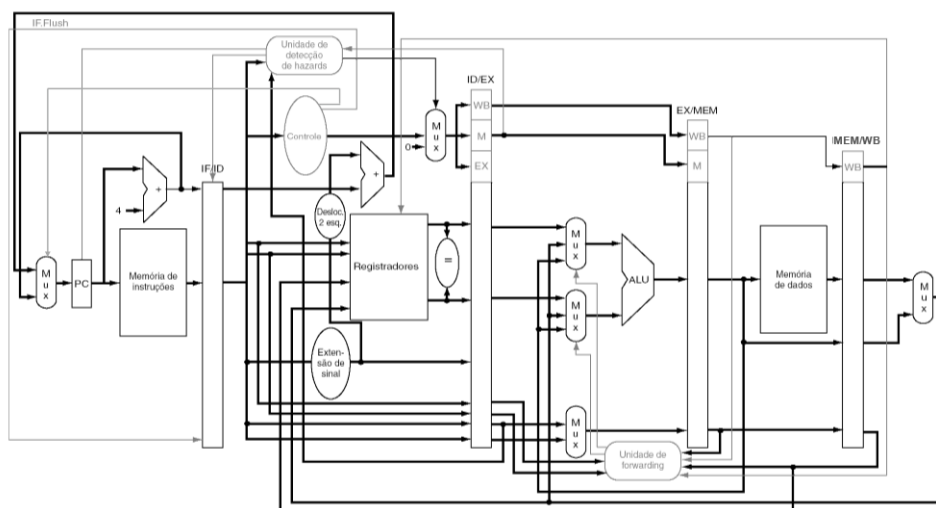 IF.Flush
Unidade de
detecção
de hazards
ID/EX
WB
EX/MEM
Controle
M
u
x
M
WB
MEM/WB
0
EX
M
WB
IF/ID
+
+
4
Desloc.
2 esq.
M
u
x
PC
Memória de
instruções
Registradores
=
M
u
x
ALU
Memória
de dados
M
u
x
M
u
x
Exten-
são de
sinal
M
u
x
Unidade de
forwarding